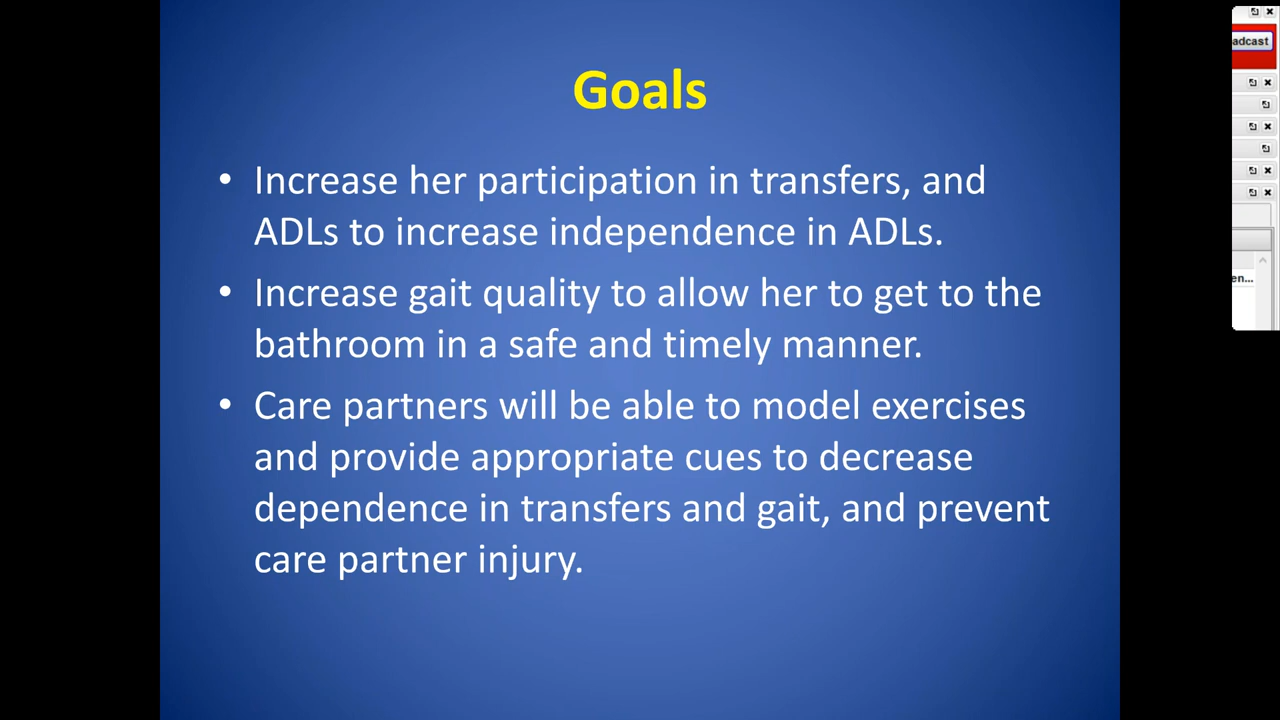 Goals
• Increase her participation in transfers, and
ADLs to increase independence in ADLs.
• Increase gait quality to allow her to get to the
bathroom in a safe and timely manner.
• Care partners will be able to model exercises
and provide appropriate cues to decrease
dependence in transfers and gait, and prevent
care partner injury.
adcast
en...